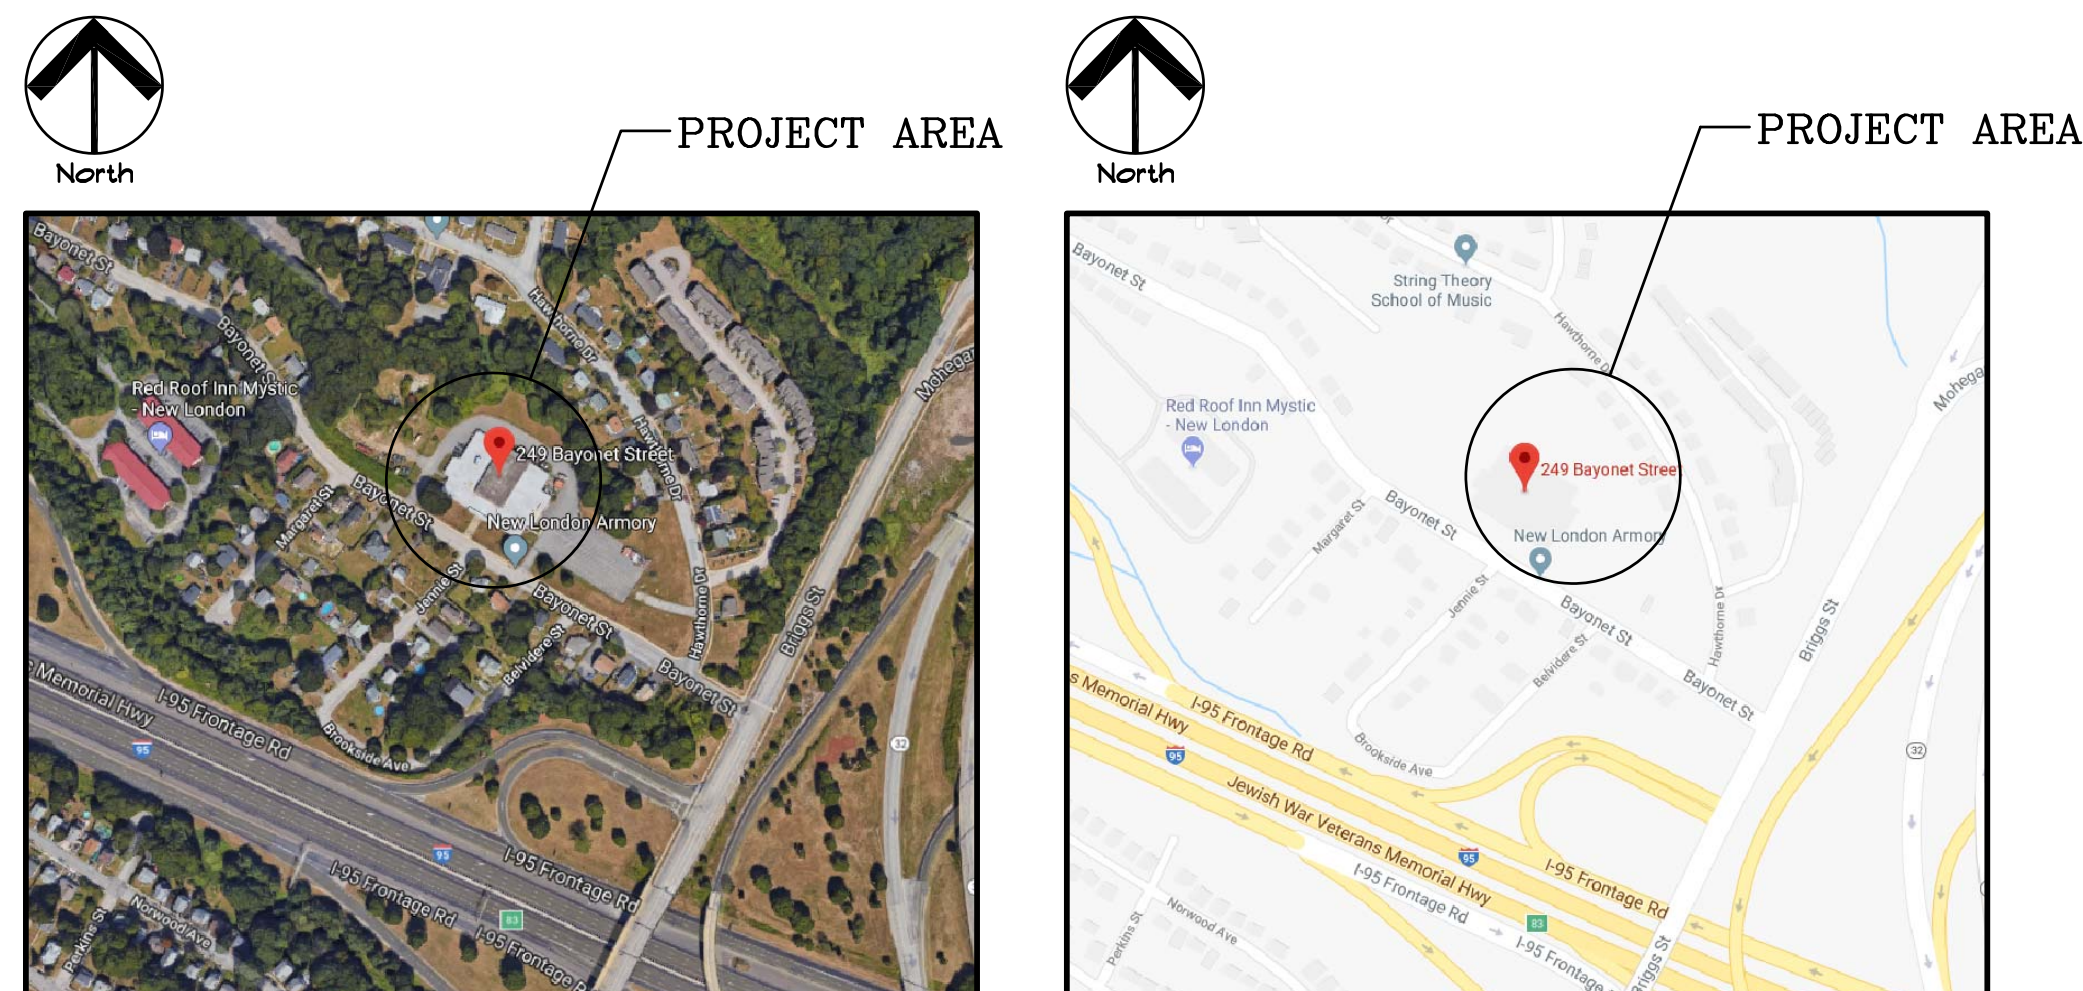 North
PROJECT AREA
Bayonet St
Bayonet S
Hawthorne Dr
Mohegan
Red Roof Inn Mystic
- New London
249 Bayonet Street
Hawthorne Dr
Bayonet St
Margaret St
New London Armory
Jennie St
Bayonet St
Belvidere St
Hawthorne Dr
Briggs St
Bayonet St
Memorial Hwy
95
I-95 Frontage Rd
Brookside Ave
32
95
I-95 Frontage Rd
I-95 Frontage Rd
83
I-95 Frontage R
Norwood Ave
Perkins St
North
PROJECT AREA
Bayonet St
String Theory
School of Music
Hawthorne D
Mohega
Red Roof Inn Mystic
- New London
249 Bayonet Stree
Margaret St
Bayonet St
New London Armory
Jennie St
Bayonet St
Belvidere St
Hawthorne Dr
Briggs St
Bayonet St
s Memorial Hwy
I-95 Frontage Rd
95
Brookside Ave
32
Jewish War Veterans Memorial Hwy
95
I-95 Frontage Rd
I-95 Frontage Rd
83
I-95 Frontage
Norwood Ave
Perkins St
Briggs St